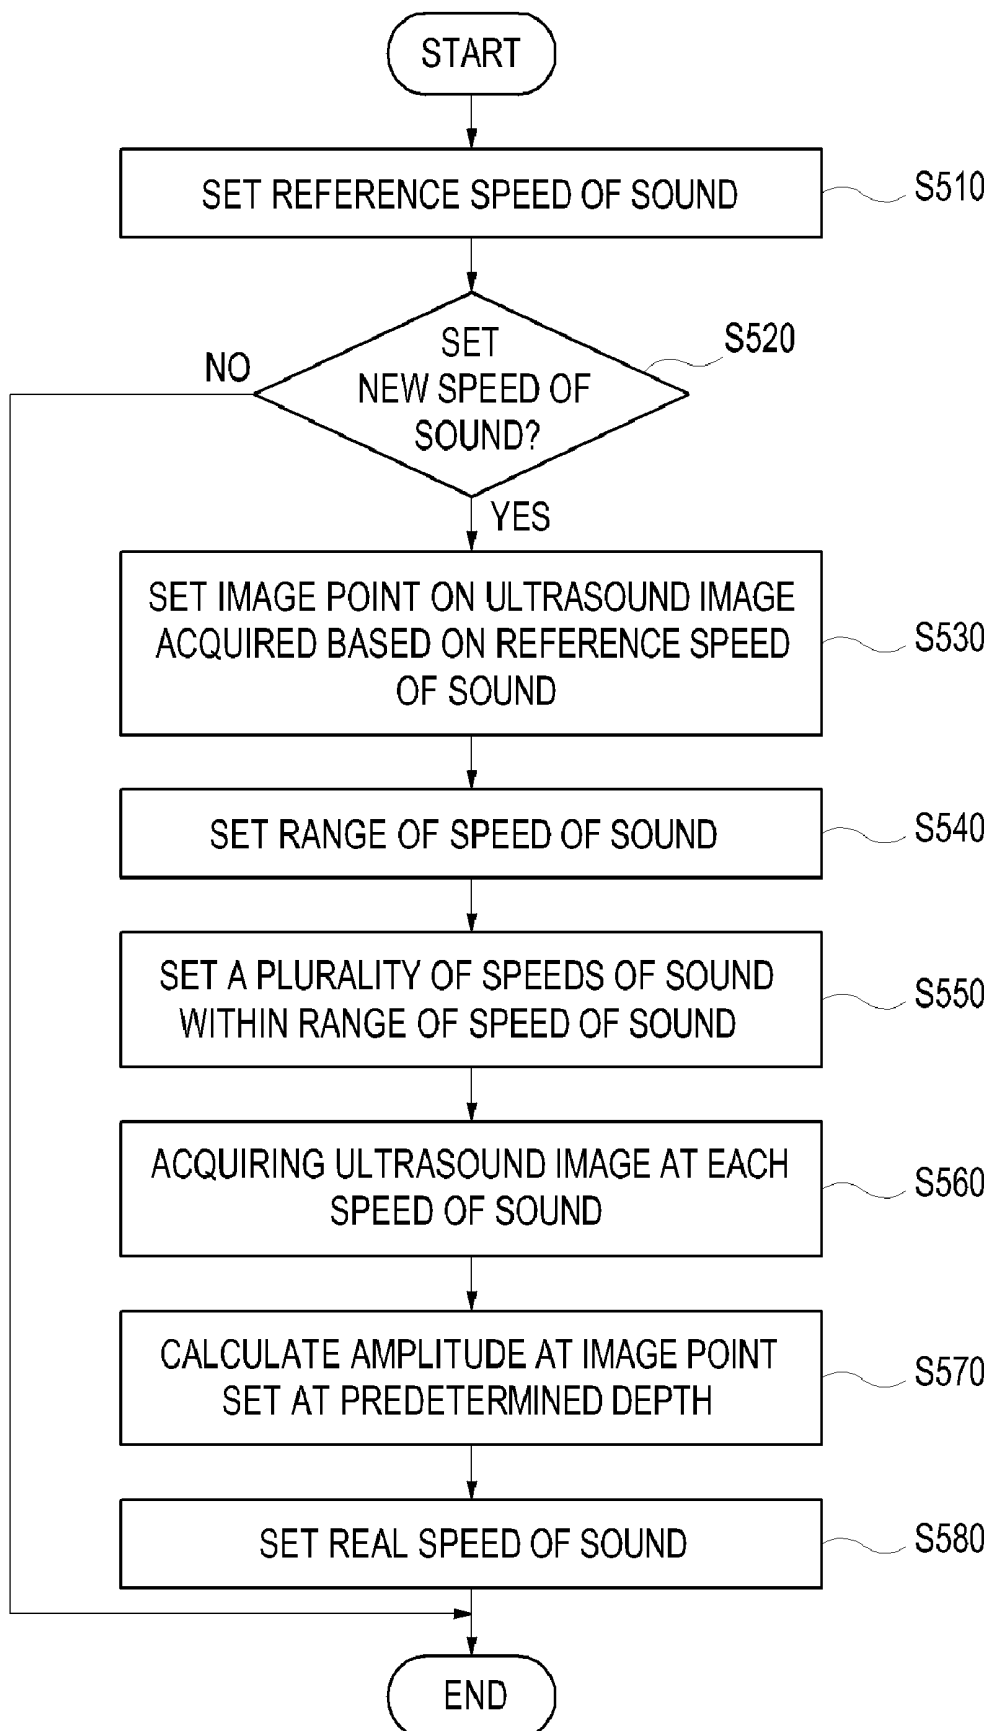 START
SET REFERENCE SPEED OF SOUND
S510
SET
NEW SPEED OF
SOUND?
S520
NO
YES
SET IMAGE POINT ON ULTRASOUND IMAGE
ACQUIRED BASED ON REFERENCE SPEED
OF SOUND
S530
SET RANGE OF SPEED OF SOUND
S540
SET A PLURALITY OF SPEEDS OF SOUND
WITHIN RANGE OF SPEED OF SOUND
S550
ACQUIRING ULTRASOUND IMAGE AT EACH
SPEED OF SOUND
S560
CALCULATE AMPLITUDE AT IMAGE POINT
SET AT PREDETERMINED DEPTH
S570
SET REAL SPEED OF SOUND
S580
END